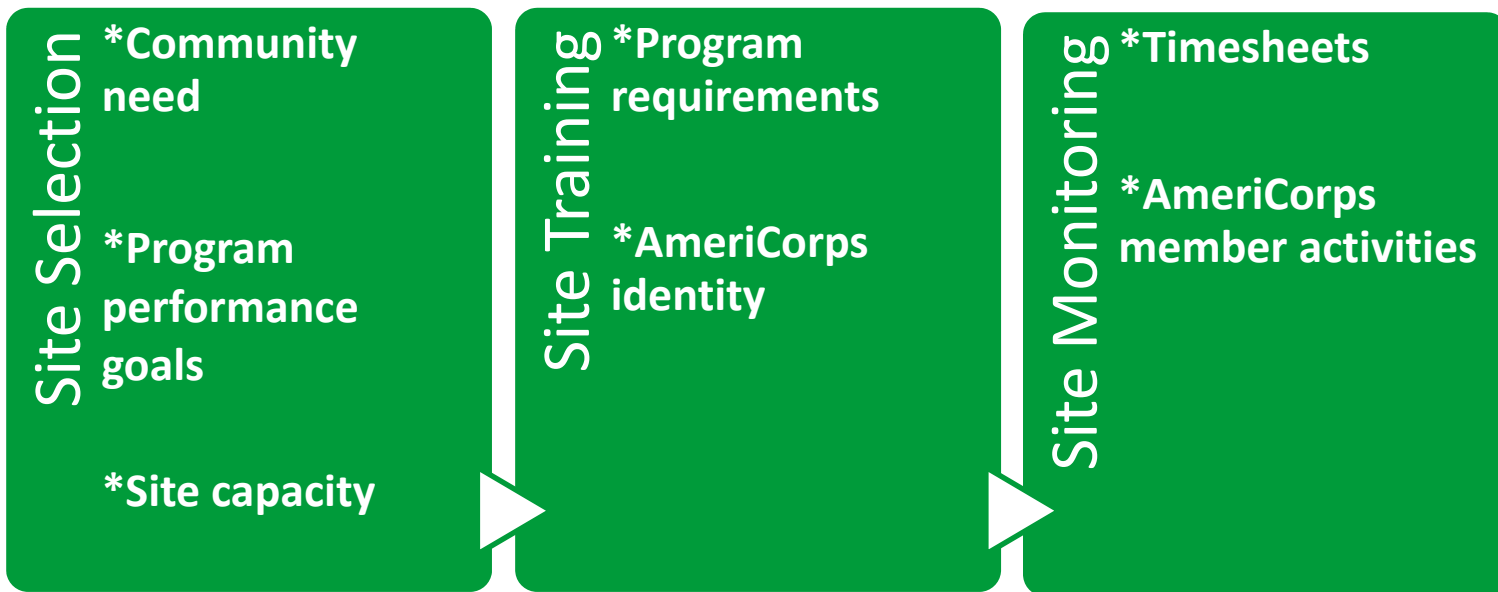 Site Selection
*Community
need
*Program
performance
goals
*Site capacity
Site Training
*Program
requirements
*AmeriCorps
identity
Site Monitoring
*Timesheets
*AmeriCorps
member activities